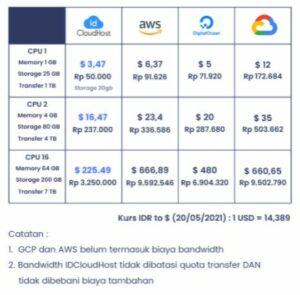 Id
CloudHost
aws
DigitalOcean
CPU 1
Memory 1 GB
Storage 25 GB
Transfer 1 TB
$ 3,47
Rp 50.000
Storage 20gb
$ 6,37
Rp 91.626
$ 5
Rp 71.920
$ 12
Rp 172.684
CPU 2
Memory 4 GB
Storage 80 GB
Transfer 4 TB
$ 16,47
Rp 237.000
$ 23,4
Rp 336.586
$ 20
Rp 287.680
$ 35
Rp 503.662
CPU 16
Memory 64 GB
Storage 200 GB
Transfer 7 TB
$ 225.49
Rp 3.250.000
$ 666,89
Rp 9.592.546
$ 480
Rp 6.904.320
$ 660,65
Rp 9.502.790
Kurs IDR to $ (20/05/2021) : 1 USD = 14,389
Catatan :
1. GCP dan AWS belum termasuk biaya bandwidth
2. Bandwidth IDCloudHost tidak dibatasi quota transfer DAN
tidak dibebani biaya tambahan